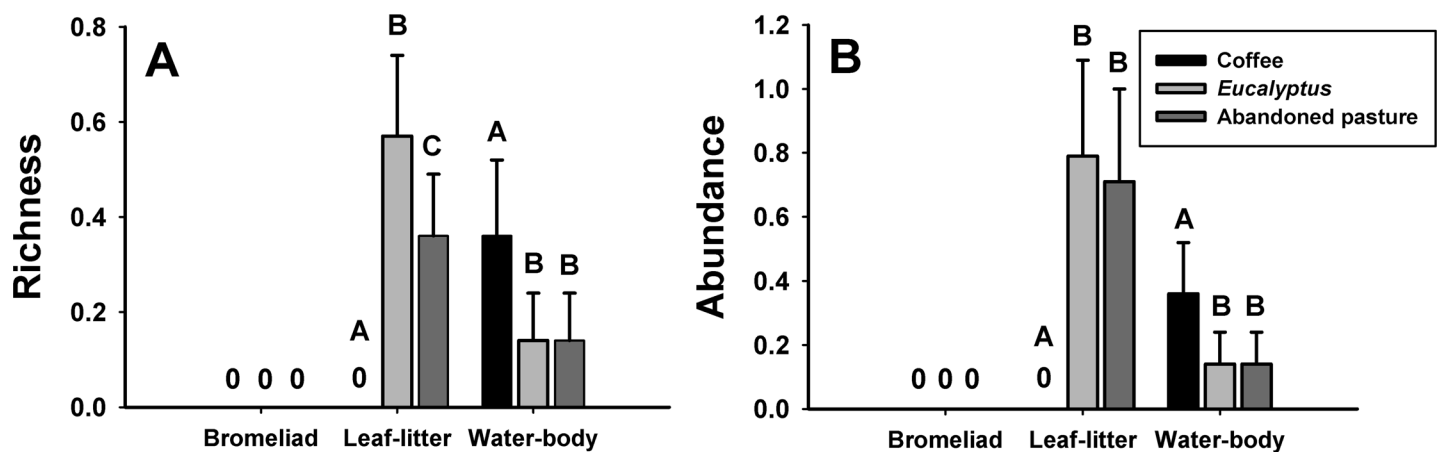 A
Richness
0.8
0.6
0.4
0.2
0.0
B
C
A
B
B
A
0 0 0 0
Bromeliad Leaf-litter Water-body
B
Abundance
1.2
1.0
0.8
0.6
0.4
0.2
0.0
B
B
A
B
B
A
0 0 0 0
Bromeliad Leaf-litter Water-body
Coffee
Eucalyptus
Abandoned pasture